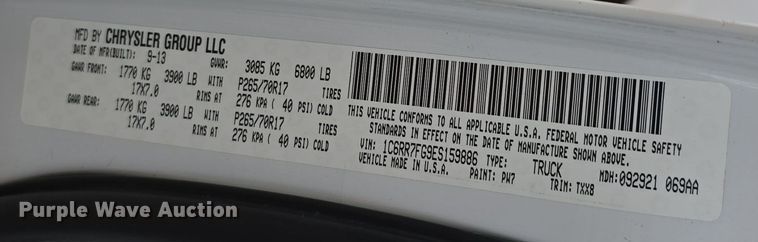 MFD BY CHRYSLER GROUP LLC
DATE OF MFR(BUILT): 9-13 GVWR: 3085 KG 6800 LB
GAWR FRONT: 1770 KG 3900 LB WITH P265/70R17 TIRES
17X7.0 RIMS AT 276 KPA ( 40 PSI) COLD
GAWR REAR: 1770 KG 3900 LB WITH P265/70R17 TIRES
17X7.0 RIMS AT 276 KPA ( 40 PSI) COLD
THIS VEHICLE CONFORMS TO ALL APPLICABLE U.S.A. FEDERAL MOTOR VEHICLE SAFETY
STANDARDS IN EFFECT ON THE DATE OF MANUFACTURE SHOWN ABOVE.
VIN: 1C6RR7FG9ES159886 TYPE: TRUCK MDH: 092921 069AA
VEHICLE MADE IN U.S.A. PAINT: PW7 TRIM: TXX8
Purple Wave Auction